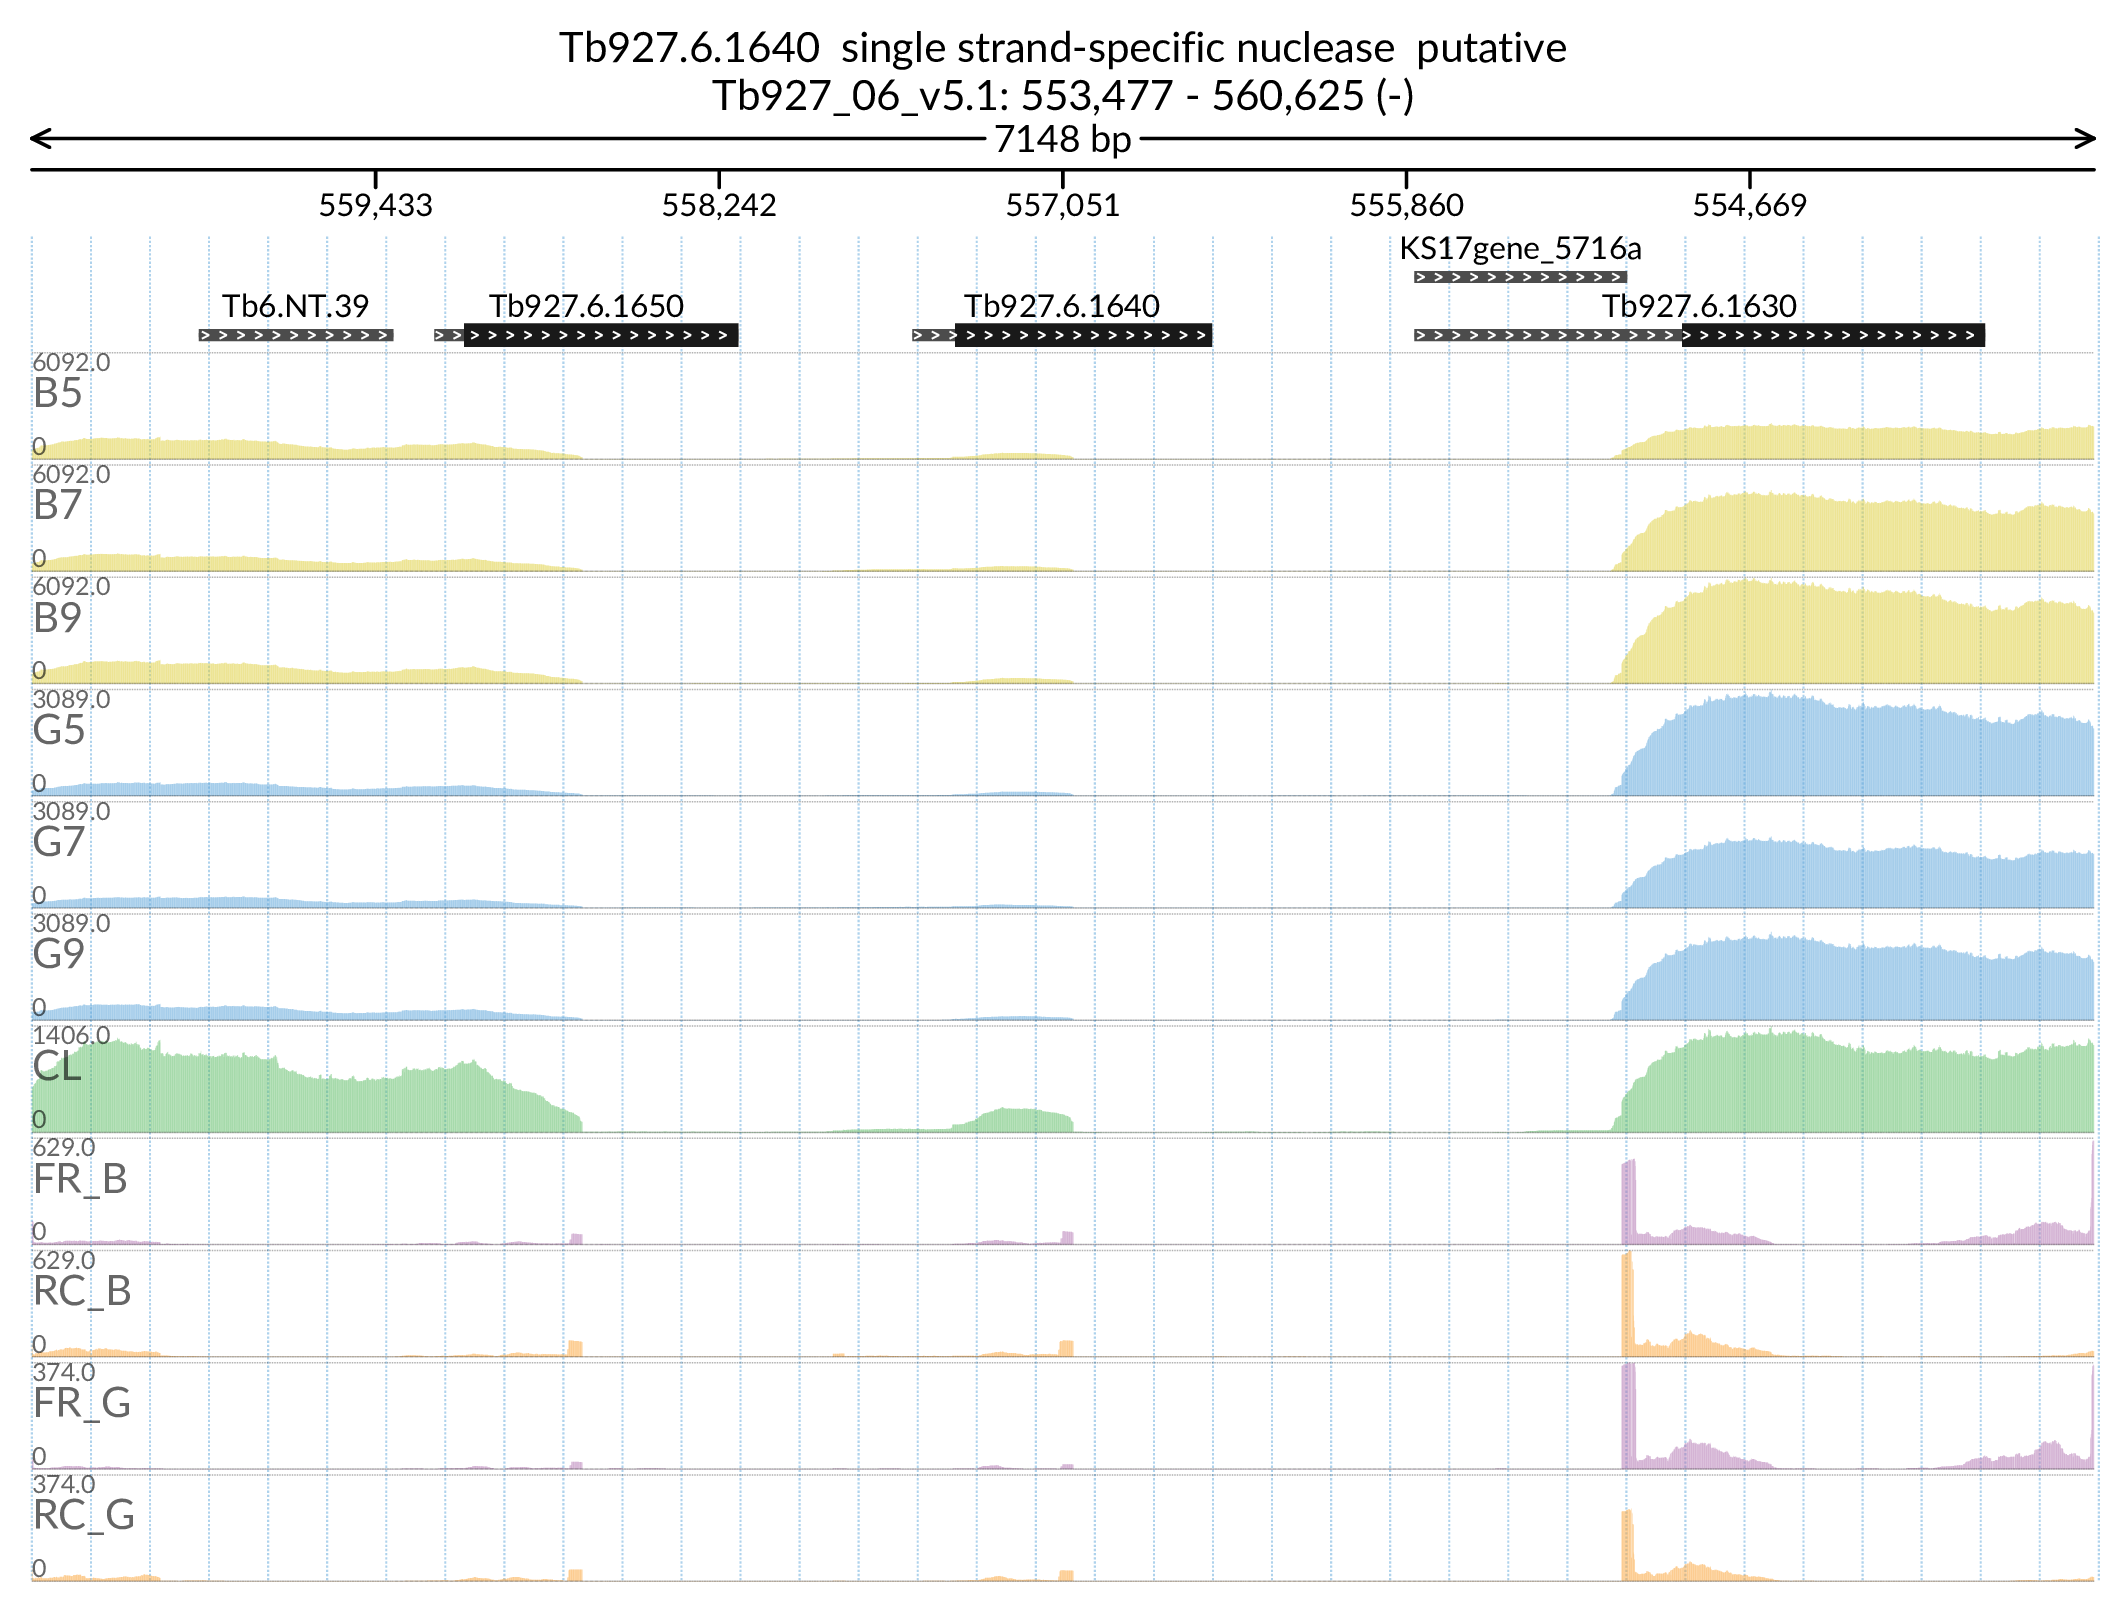 Tb927.6.1640  single strand-specific nuclease  putative
Tb927_06_v5.1: 553,477 - 560,625 (-)
7148 bp
559,433 558,242 557,051 555,860 554,669
KS17gene_5716a
Tb6.NT.39 Tb927.6.1650 Tb927.6.1640 Tb927.6.1630
6092.0
B5
0
6092.0
B7
0
6092.0
B9
0
3089.0
G5
0
3089.0
G7
0
3089.0
G9
0
1406.0
CL
0
629.0
FR_B
0
629.0
RC_B
0
374.0
FR_G
0
374.0
RC_G
0